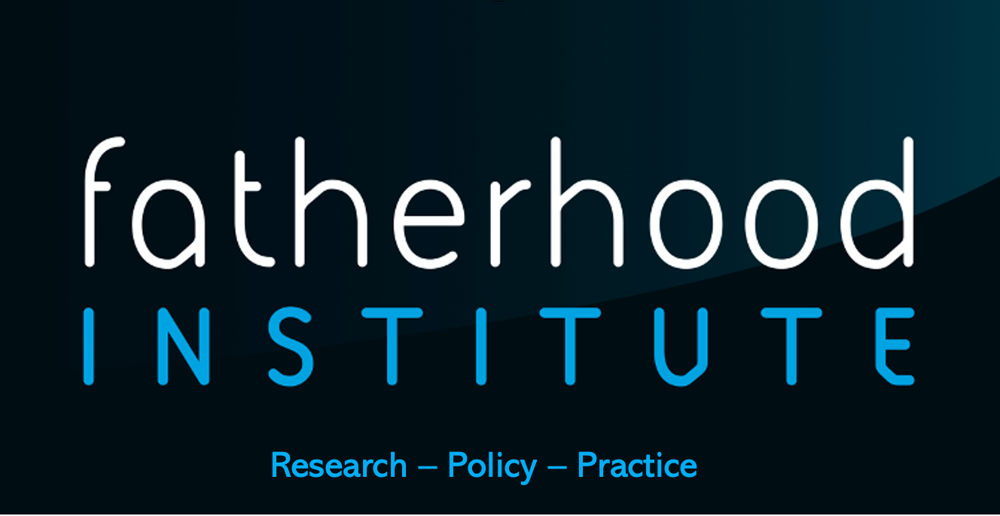 fatherhood
INSTITUTE
Research – Policy – Practice